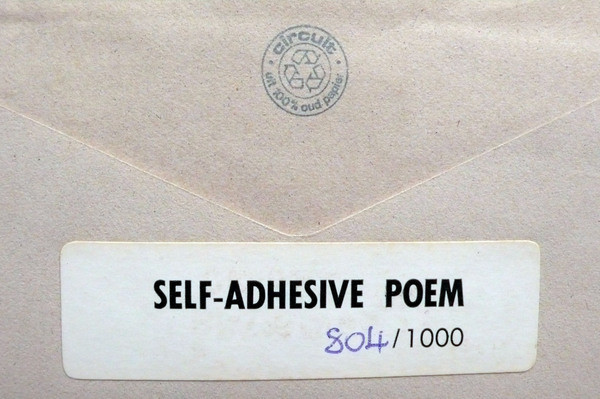 circuit
uit 100% oud papier
SELF-ADHESIVE POEM
804/1000